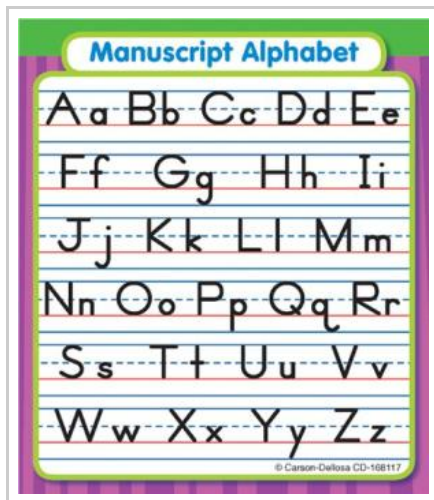 Manuscript Alphabet
Aa Bb Cc Dd Ee
Ff Gg Hh Ii
Jj Kk Ll Mm
Nn Oo Pp Qq Rr
Ss Tt Uu Vv
Ww Xx Yy Zz
© Carson-Dellosa CD-168117